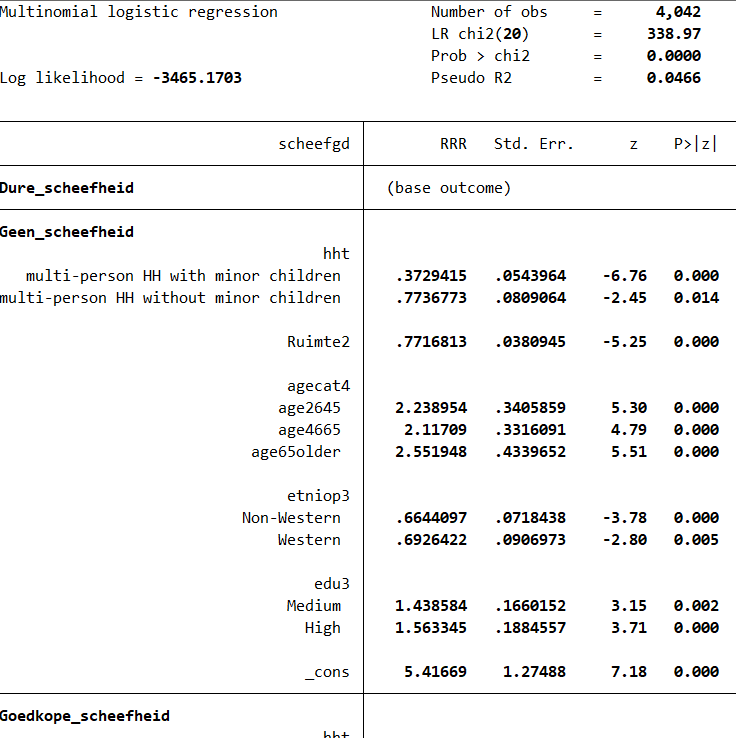 Multinomial logistic regression Number of obs = 4,042
LR chi2(20) = 338.97
Prob > chi2 = 0.0000
Log likelihood = -3465.1703 Pseudo R2 = 0.0466
scheefgd RRR Std. Err. z P>|z|
Dure_scheefheid (base outcome)
Geen_scheefheid
hht
multi-person HH with minor children .3729415 .0543964 -6.76 0.000
multi-person HH without minor children .7736773 .0809064 -2.45 0.014
Ruimte2 .7716813 .0380945 -5.25 0.000
agecat4
age2645 2.238954 .3405859 5.30 0.000
age4665 2.11709 .3316091 4.79 0.000
age65older 2.551948 .4339652 5.51 0.000
etniop3
Non-Western .6644097 .0718438 -3.78 0.000
Western .6926422 .0906973 -2.80 0.005
edu3
Medium 1.438584 .1660152 3.15 0.002
High 1.563345 .1884557 3.71 0.000
_cons 5.41669 1.27488 7.18 0.000
Goedkope_scheefheid
hht